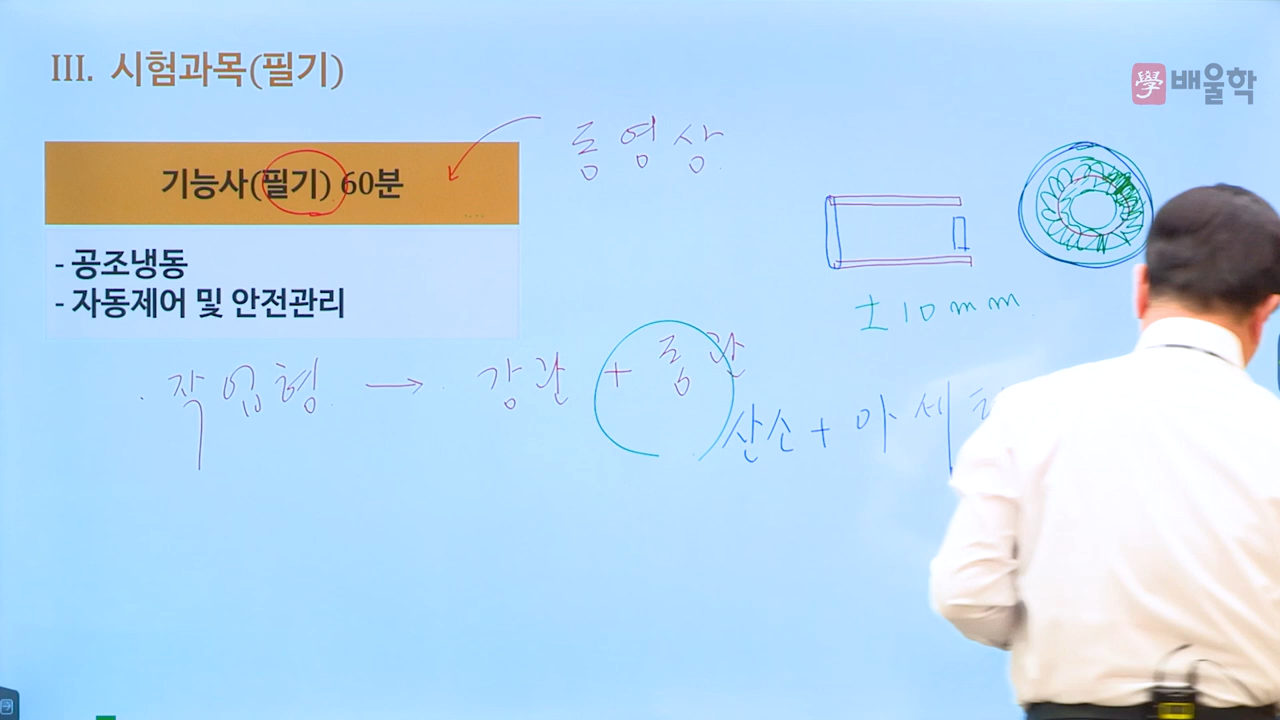 III. 시험과목(필기)
學 배울학
기능사(필기) 60분
동영상
- 공조냉동
- 자동제어 및 안전관리
±10mm
작업형 → 강관 + 동관
산소 + 아세